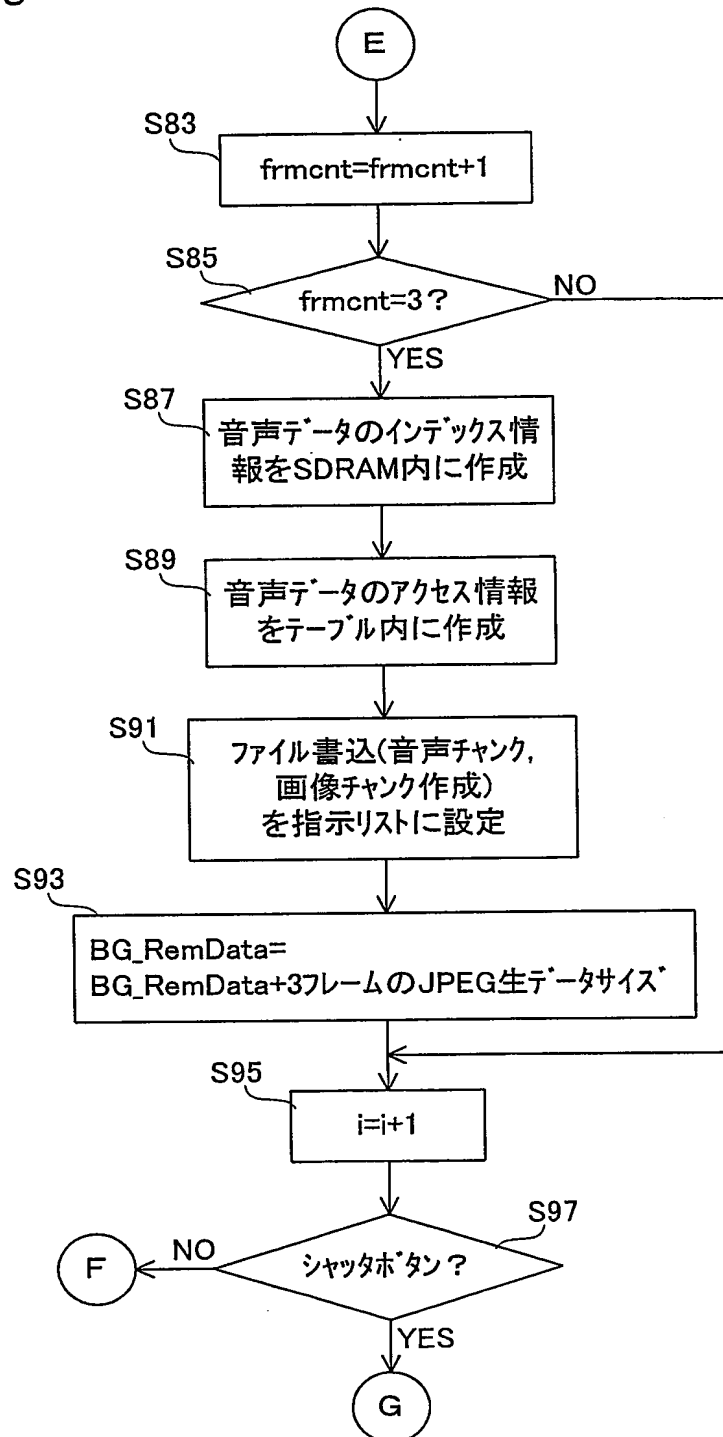 g
E
S83
frmcnt=frmcnt+1
S85
frmcnt=3?
NO
YES
S87
音声データのインデックス情
報をSDRAM内に作成
S89
音声データのアクセス情報
をテーブル内に作成
S91
ファイル書込(音声チャンク,
画像チャンク作成)
を指示リストに設定
S93
BG_RemData=
BG_RemData+3フレームのJPEG生データサイズ
S95
i=i+1
S97
シャッタボタン?
NO
F
YES
G